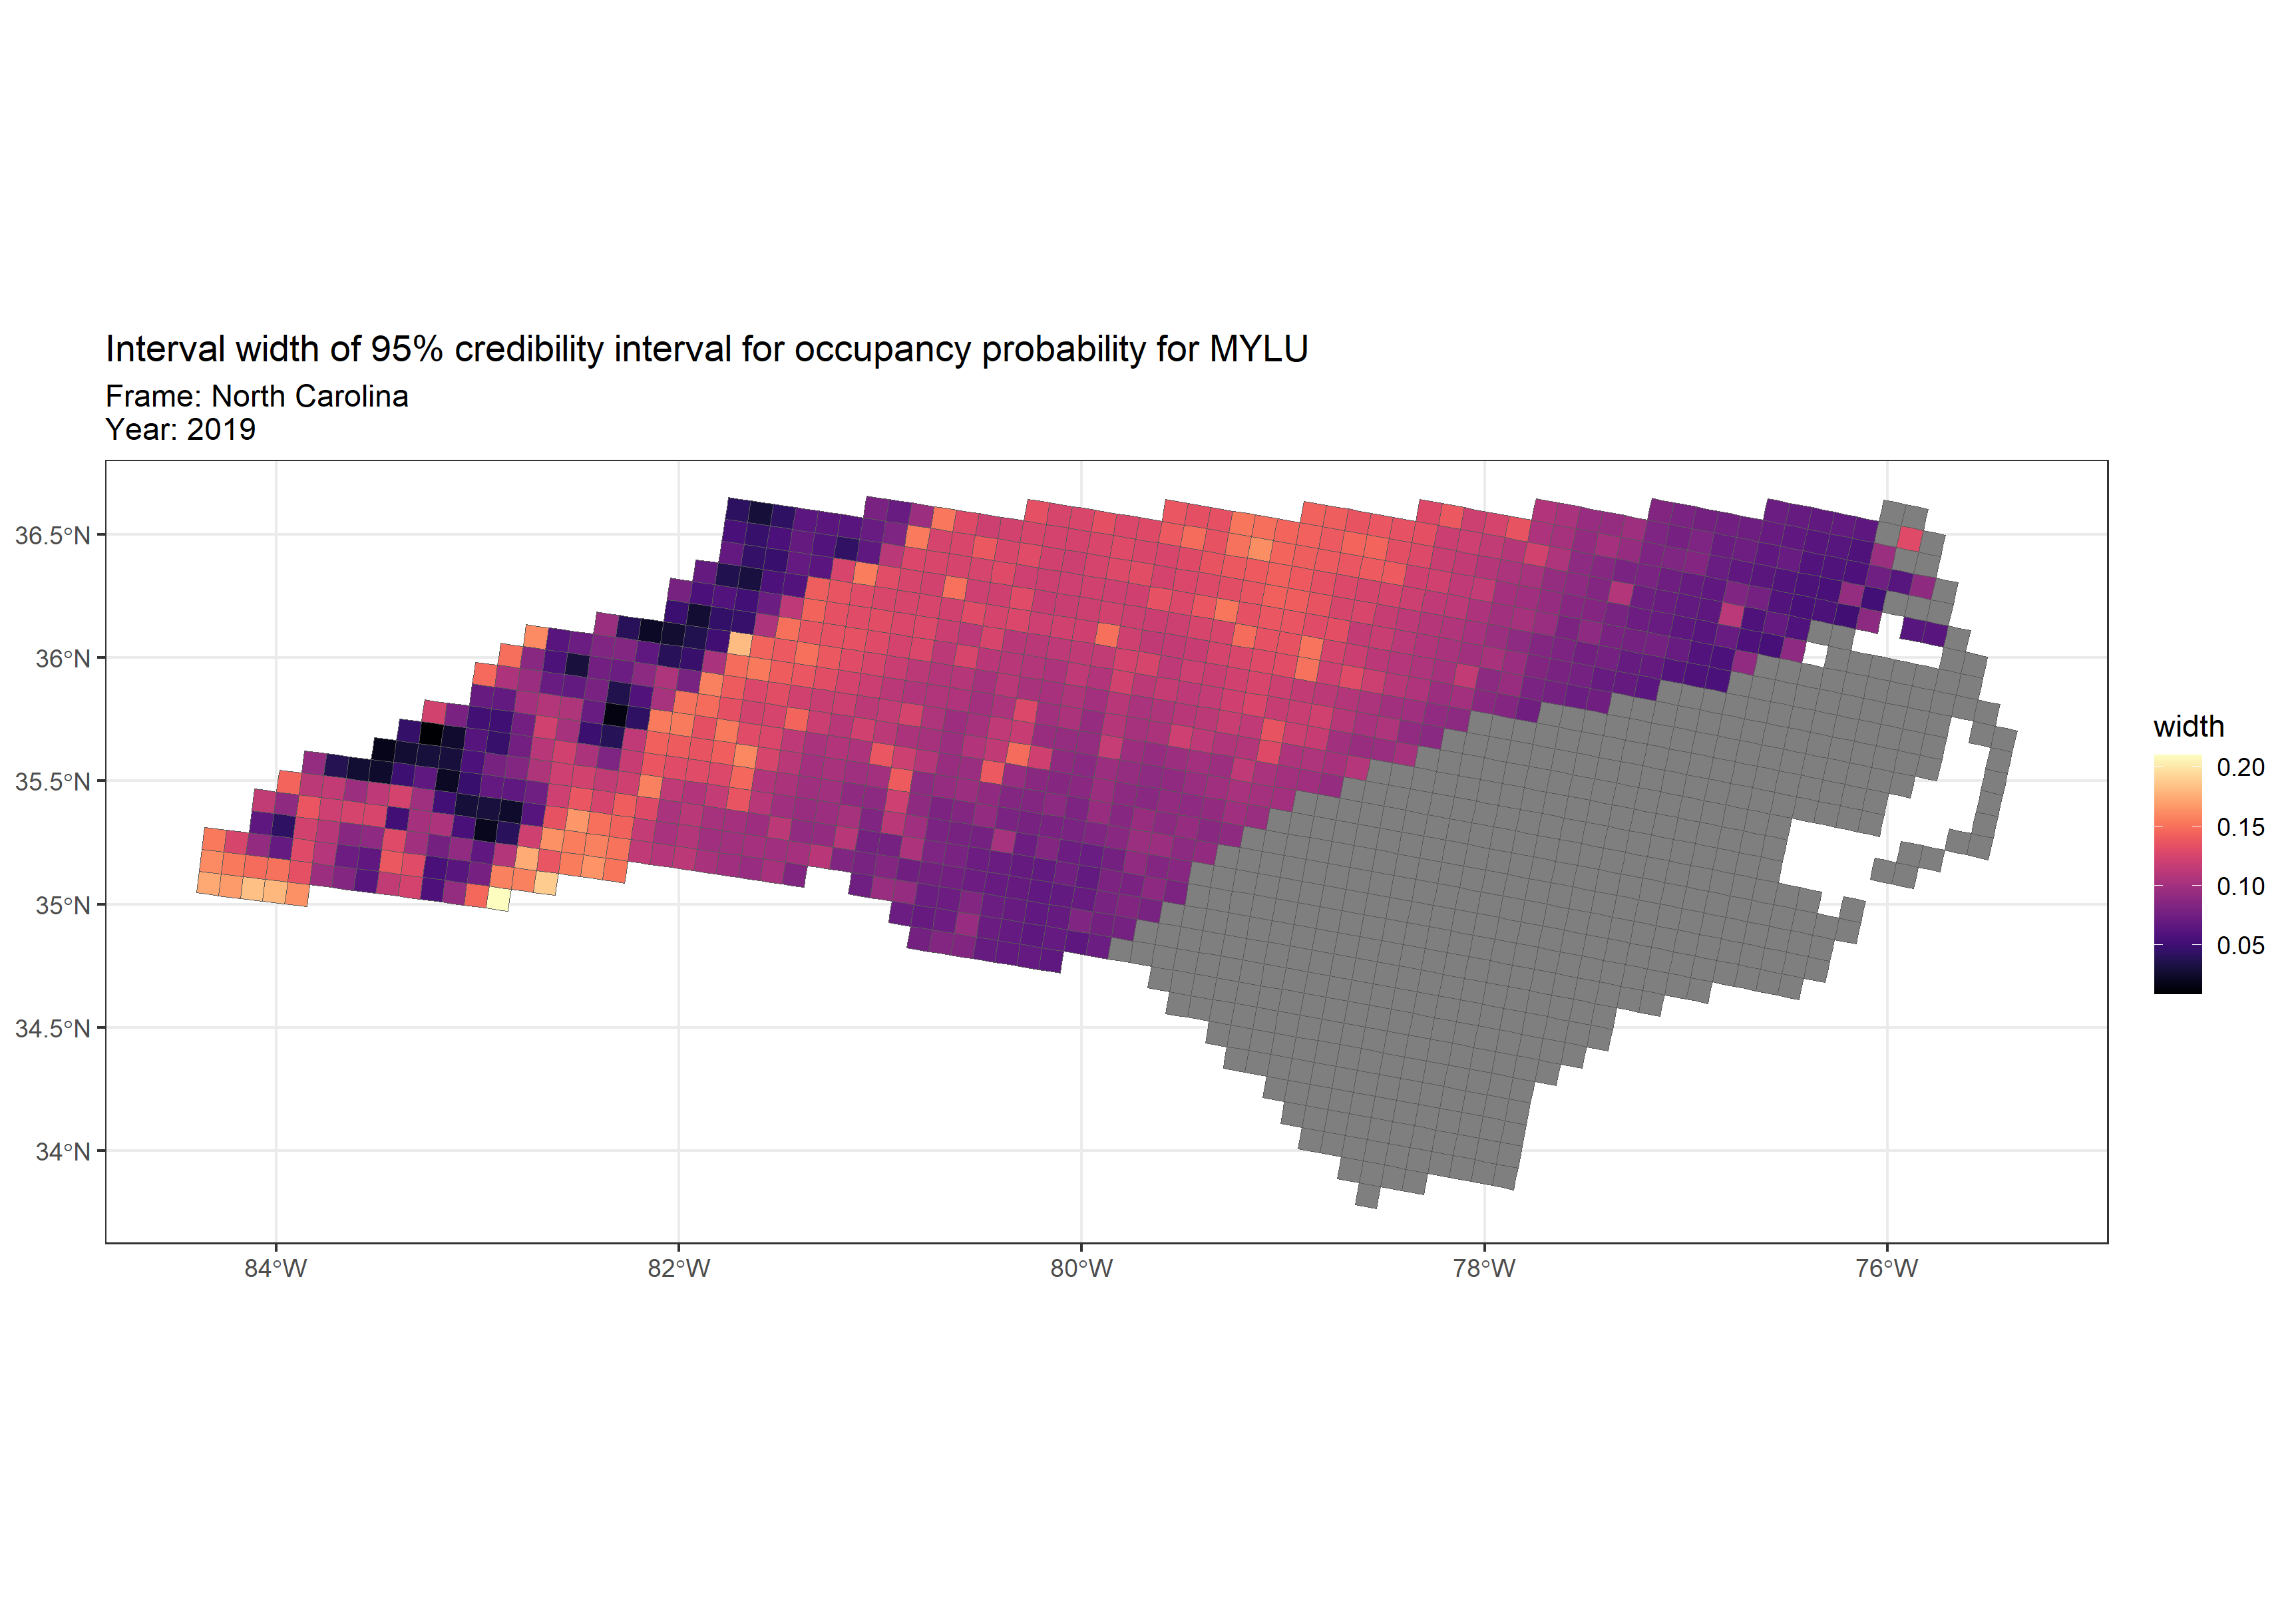 Interval width of 95% credibility interval for occupancy probability for MYLU
Frame: North Carolina
Year: 2019
36.5°N
36°N
35.5°N
35°N
34.5°N
34°N
84°W
82°W
80°W
78°W
76°W
width
0.20
0.15
0.10
0.05